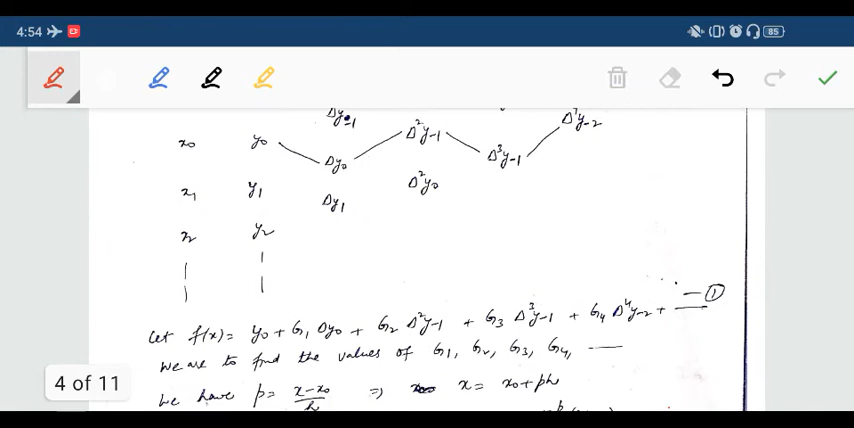 4:54
85
Δy-1
Δ²y-1
Δ⁴y-2
x0 y0
Δy0
Δ³y-1
x1 y1
Δ²y0
Δy1
x2 y2
Let f(x) = y0 + G1 Δy0 + G2 Δ²y-1 + G3 Δ³y-1 + G4 Δ⁴y-2 + — ①
We are to find the values of G1, G2, G3, G4, —
4 of 11
We have p = x-x0/h ⇒ x = x0 + ph